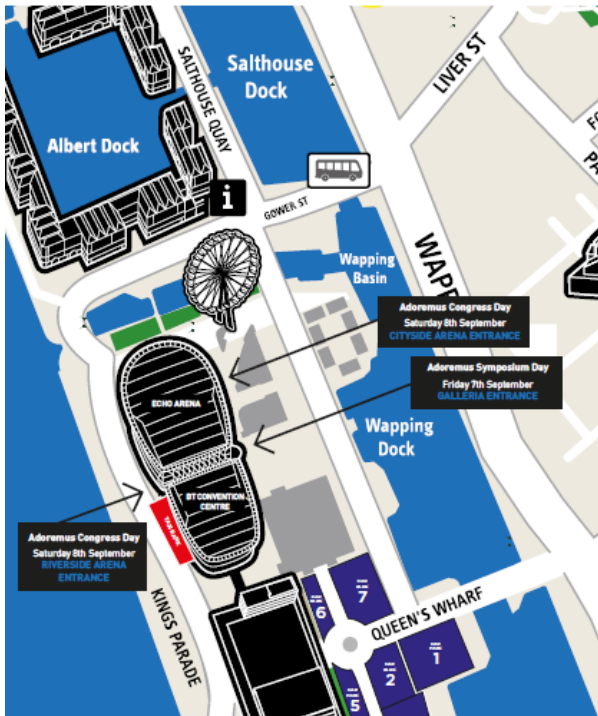 SALTHOUSE QUAY
Salthouse
Dock
LIVER ST
Albert Dock
i
GOWER ST
Wapping
Basin
WAPP
Adoremus Congress Day
Saturday 8th September
CITYSIDE ARENA ENTRANCE
Adoremus Symposium Day
Friday 7th September
GALLERIA ENTRANCE
ECHO ARENA
Wapping
Dock
BT CONVENTION
CENTRE
Adoremus Congress Day
Saturday 8th September
RIVERSIDE ARENA
ENTRANCE
KINGS PARADE
QUEEN'S WHARF
6
7
1
2
5